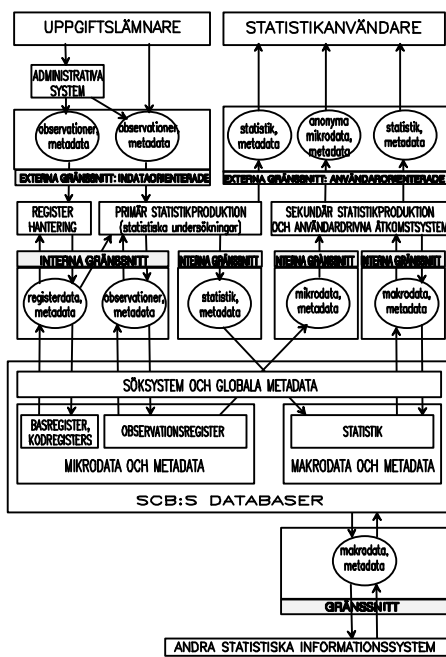 UPPGIFTSLÄMNARE
STATISTIKANVÄNDARE
ADMINISTRATIVA
SYSTEM
observationer,
metadata
observationer,
metadata
statistik,
metadata
anonyma
mikrodata,
metadata
statistik,
metadata
EXTERNA GRÄNSSNITT: INDATAORIENTERADE
EXTERNA GRÄNSSNITT: ANVÄNDARORIENTERADE
REGISTER
HANTERING
PRIMÄR STATISTIKPRODUKTION
(statistiska undersökningar)
SEKUNDÄR STATISTIKPRODUKTION
OCH ANVÄNDARDRIVNA ÅTKOMSTSYSTEM
INTERNA GRÄNSSNITT
INTERNA GRÄNSSNITT
INTERNA GRÄNSSNITT
INTERNA GRÄNSSNITT
registerdata,
metadata
observationer,
metadata
statistik,
metadata
mikrodata,
metadata
makrodata,
metadata
SÖKSYSTEM OCH GLOBALA METADATA
BASREGISTER,
KODREGISTERS
OBSERVATIONSREGISTER
STATISTIK
MIKRODATA OCH METADATA
MAKRODATA OCH METADATA
SCB:S DATABASER
makrodata,
metadata
GRÄNSSNITT
ANDRA STATISTISKA INFORMATIONSSYSTEM